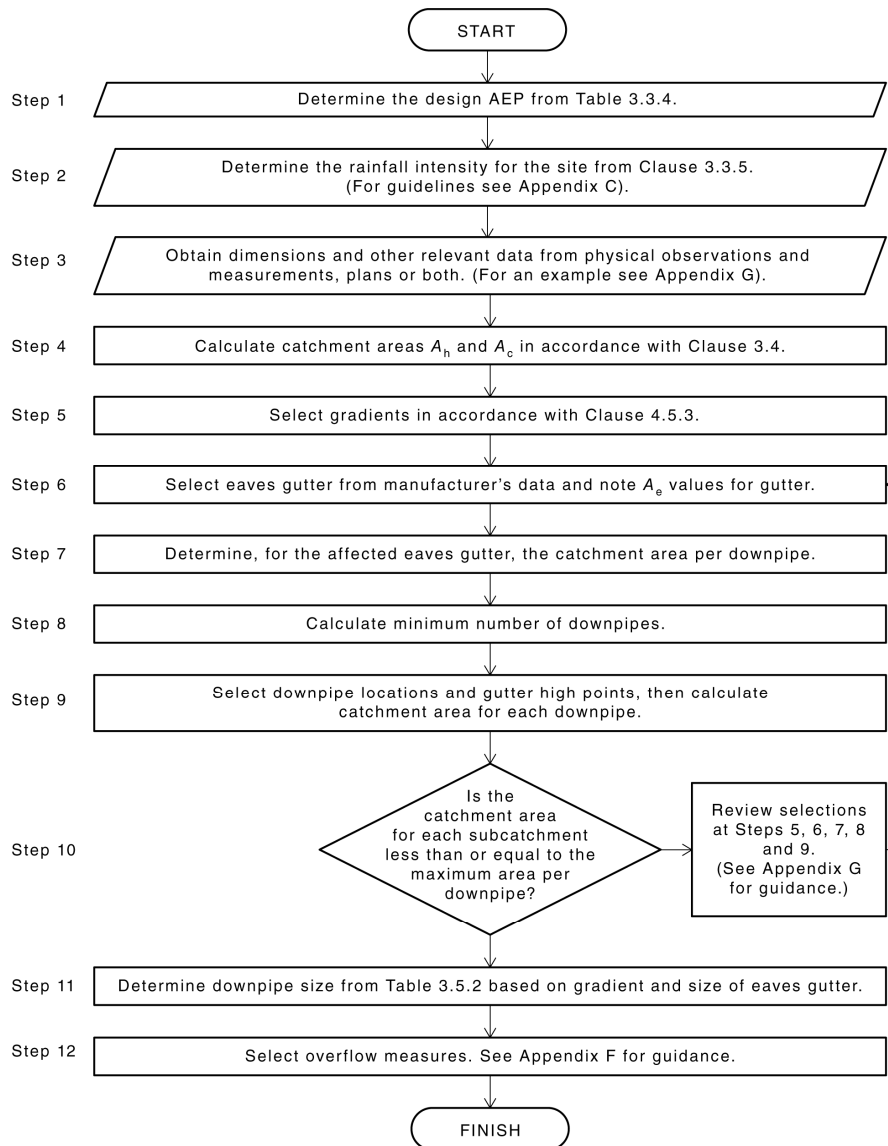 START
Step 1
Determine the design AEP from Table 3.3.4.
Step 2
Determine the rainfall intensity for the site from Clause 3.3.5.
(For guidelines see Appendix C).
Step 3
Obtain dimensions and other relevant data from physical observations and
measurements, plans or both. (For an example see Appendix G).
Step 4
Calculate catchment areas Ah and Ac in accordance with Clause 3.4.
Step 5
Select gradients in accordance with Clause 4.5.3.
Step 6
Select eaves gutter from manufacturer's data and note Ae values for gutter.
Step 7
Determine, for the affected eaves gutter, the catchment area per downpipe.
Step 8
Calculate minimum number of downpipes.
Step 9
Select downpipe locations and gutter high points, then calculate
catchment area for each downpipe.
Step 10
Is the
catchment area
for each subcatchment
less than or equal to the
maximum area per
downpipe?
Review selections
at Steps 5, 6, 7, 8
and 9.
(See Appendix G
for guidance.)
Step 11
Determine downpipe size from Table 3.5.2 based on gradient and size of eaves gutter.
Step 12
Select overflow measures. See Appendix F for guidance.
FINISH